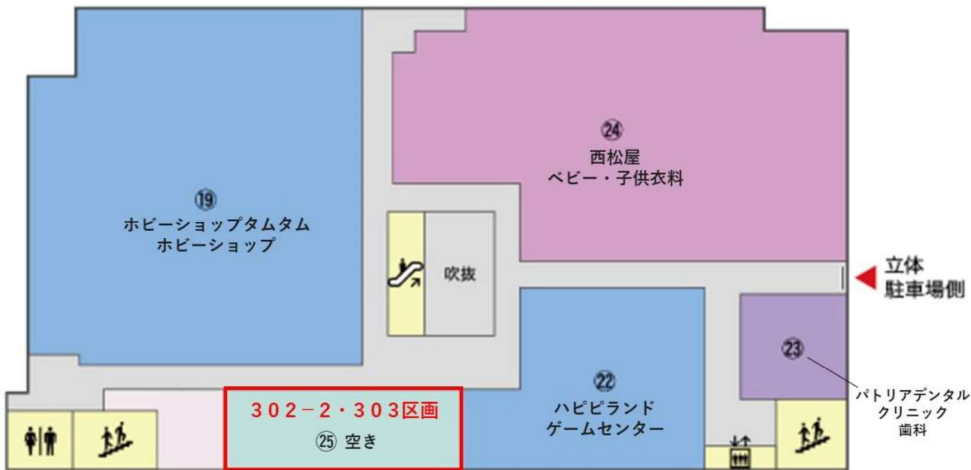 ㉔
西松屋
ベビー・子供衣料
⑲
ホビーショップタムタム
ホビーショップ
吹抜
立体
駐車場側
㉓
パトリアデンタル
クリニック
歯科
㉒
ハピピランド
ゲームセンター
302-2・303区画
㉕ 空き